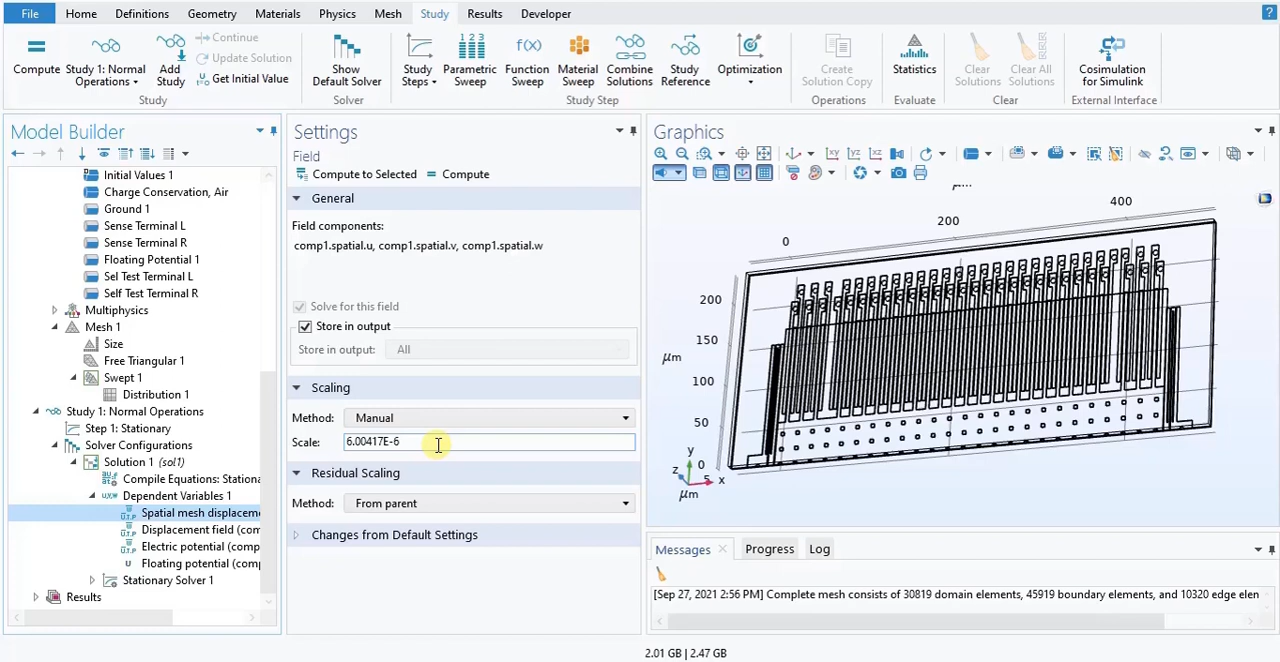 File Home Definitions Geometry Materials Physics Mesh Study Results Developer ?
Compute
Study 1: Normal Operations
Add Study
Continue
Update Solution
Get Initial Value
Study
Show Default Solver
Solver
Study Steps
Parametric Sweep
Function Sweep
Material Sweep
Combine Solutions
Study Reference
Optimization
Study Step
Create Solution Copy
Operations
Statistics
Evaluate
Clear Solutions
Clear All Solutions
Clear
Cosimulation for Simulink
External Interface
Model Builder
Initial Values 1
Charge Conservation, Air
Ground 1
Sense Terminal L
Sense Terminal R
Floating Potential 1
Sel Test Terminal L
Self Test Terminal R
Multiphysics
Mesh 1
Size
Free Triangular 1
Swept 1
Distribution 1
Study 1: Normal Operations
Step 1: Stationary
Solver Configurations
Solution 1 (sol1)
Compile Equations: Stationa
Dependent Variables 1
Spatial mesh displaceme
Displacement field (com
Electric potential (comp
Floating potential (comp
Stationary Solver 1
Results
Settings
Field
Compute to Selected = Compute
General
Field components:
comp1.spatial.u, comp1.spatial.v, comp1.spatial.w
Solve for this field
Store in output
Store in output: All
Scaling
Method: Manual
Scale: 6.00417E-6
Residual Scaling
Method: From parent
Changes from Default Settings
Graphics
xy yz xz
µm
400
200
0
200
150
µm
100
50
y
z
0
5
x
µm
Messages Progress Log
[Sep 27, 2021 2:56 PM] Complete mesh consists of 30819 domain elements, 45919 boundary elements, and 10320 edge elen
2.01 GB | 2.47 GB